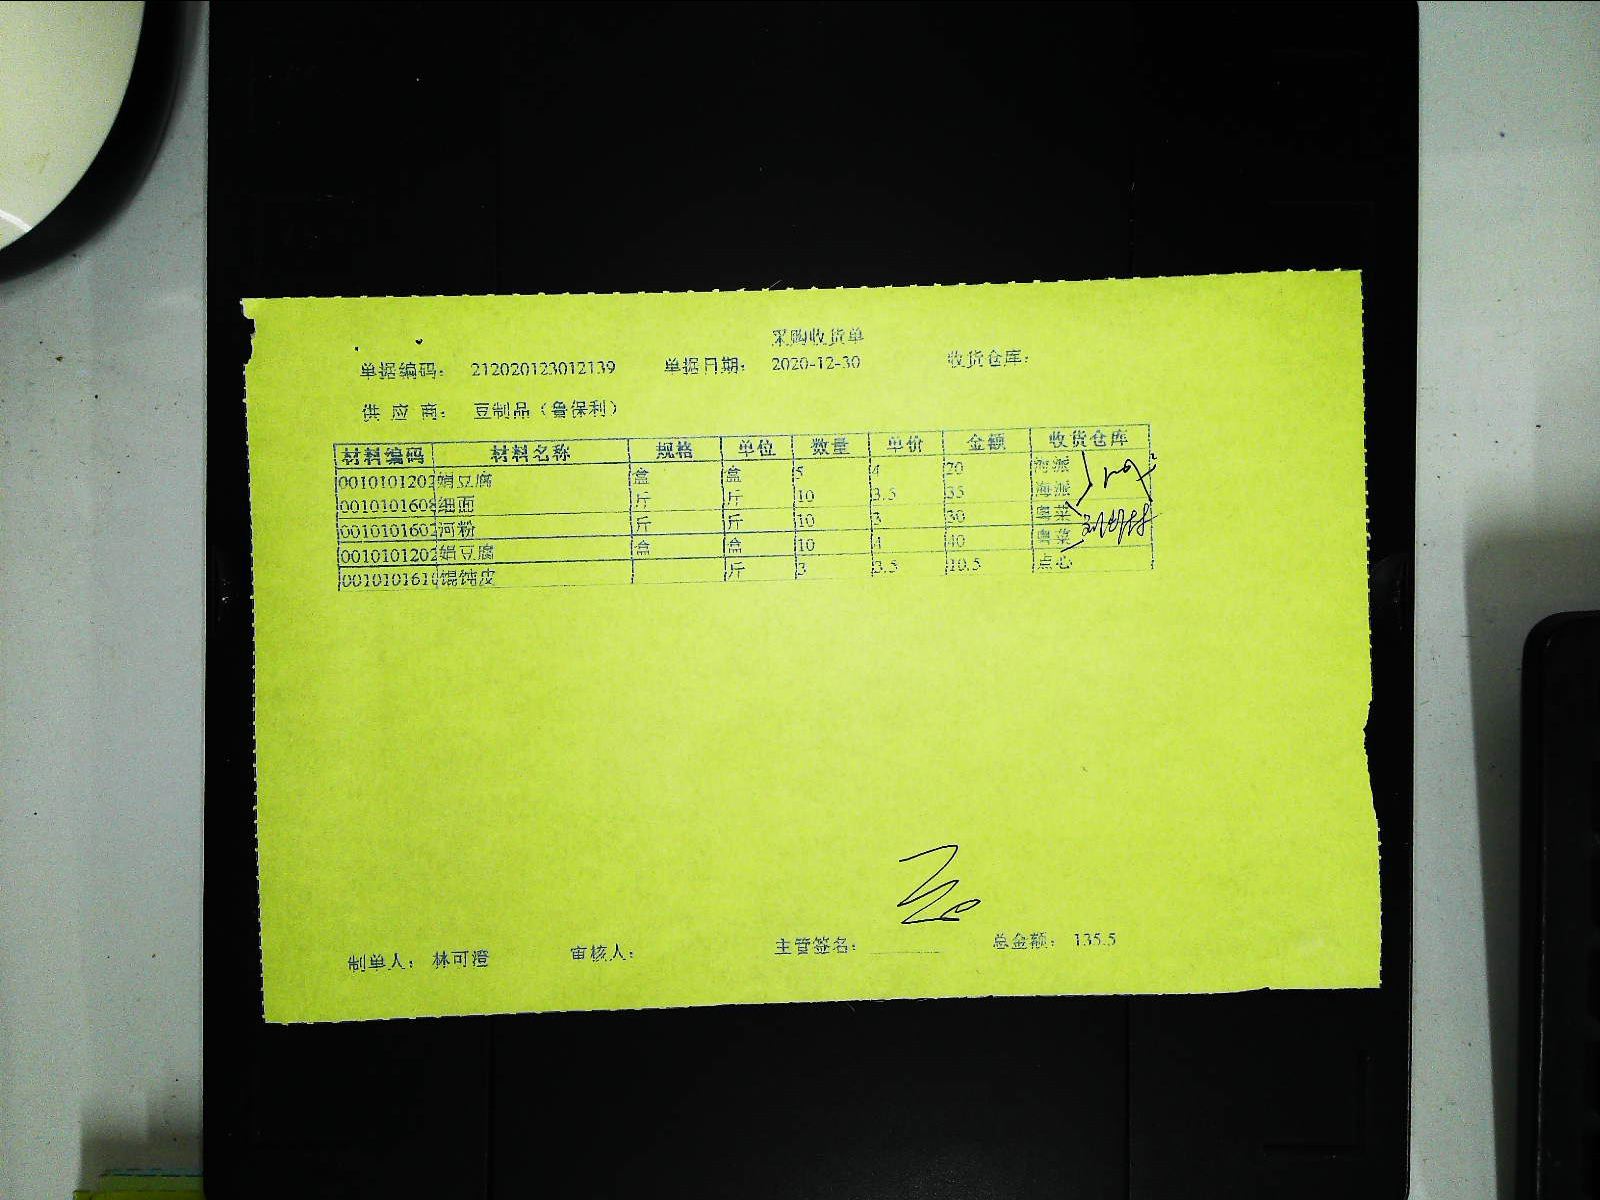 采购收货单
单据编码： 212020123012139 单据日期： 2020-12-30 收货仓库：
供 应 商： 豆制品（鲁保利）
材料编码 材料名称 规格 单位 数量 单价 金额 收货仓库
0010101202 娟豆腐 盒 盒 5 4 20 海派
0010101608 细面 斤 斤 10 3.5 35 海派
0010101602 河粉 斤 斤 10 3 30 粤菜
0010101202 娟豆腐 盒 盒 10 4 40 粤菜
001010161 馄饨皮 斤 3 3.5 10.5 点心
制单人： 林可澄 审核人： 主管签名： 总金额： 135.5